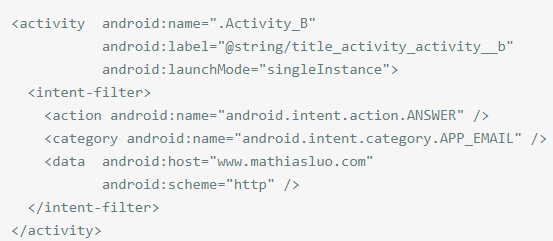 <activity  android:name=".Activity_B"
           android:label="@string/title_activity_activity__b"
           android:launchMode="singleInstance">
  <intent-filter>
    <action android:name="android.intent.action.ANSWER" />
    <category android:name="android.intent.category.APP_EMAIL" />
    <data  android:host="www.mathiasluo.com"
           android:scheme="http" />
  </intent-filter>
</activity>